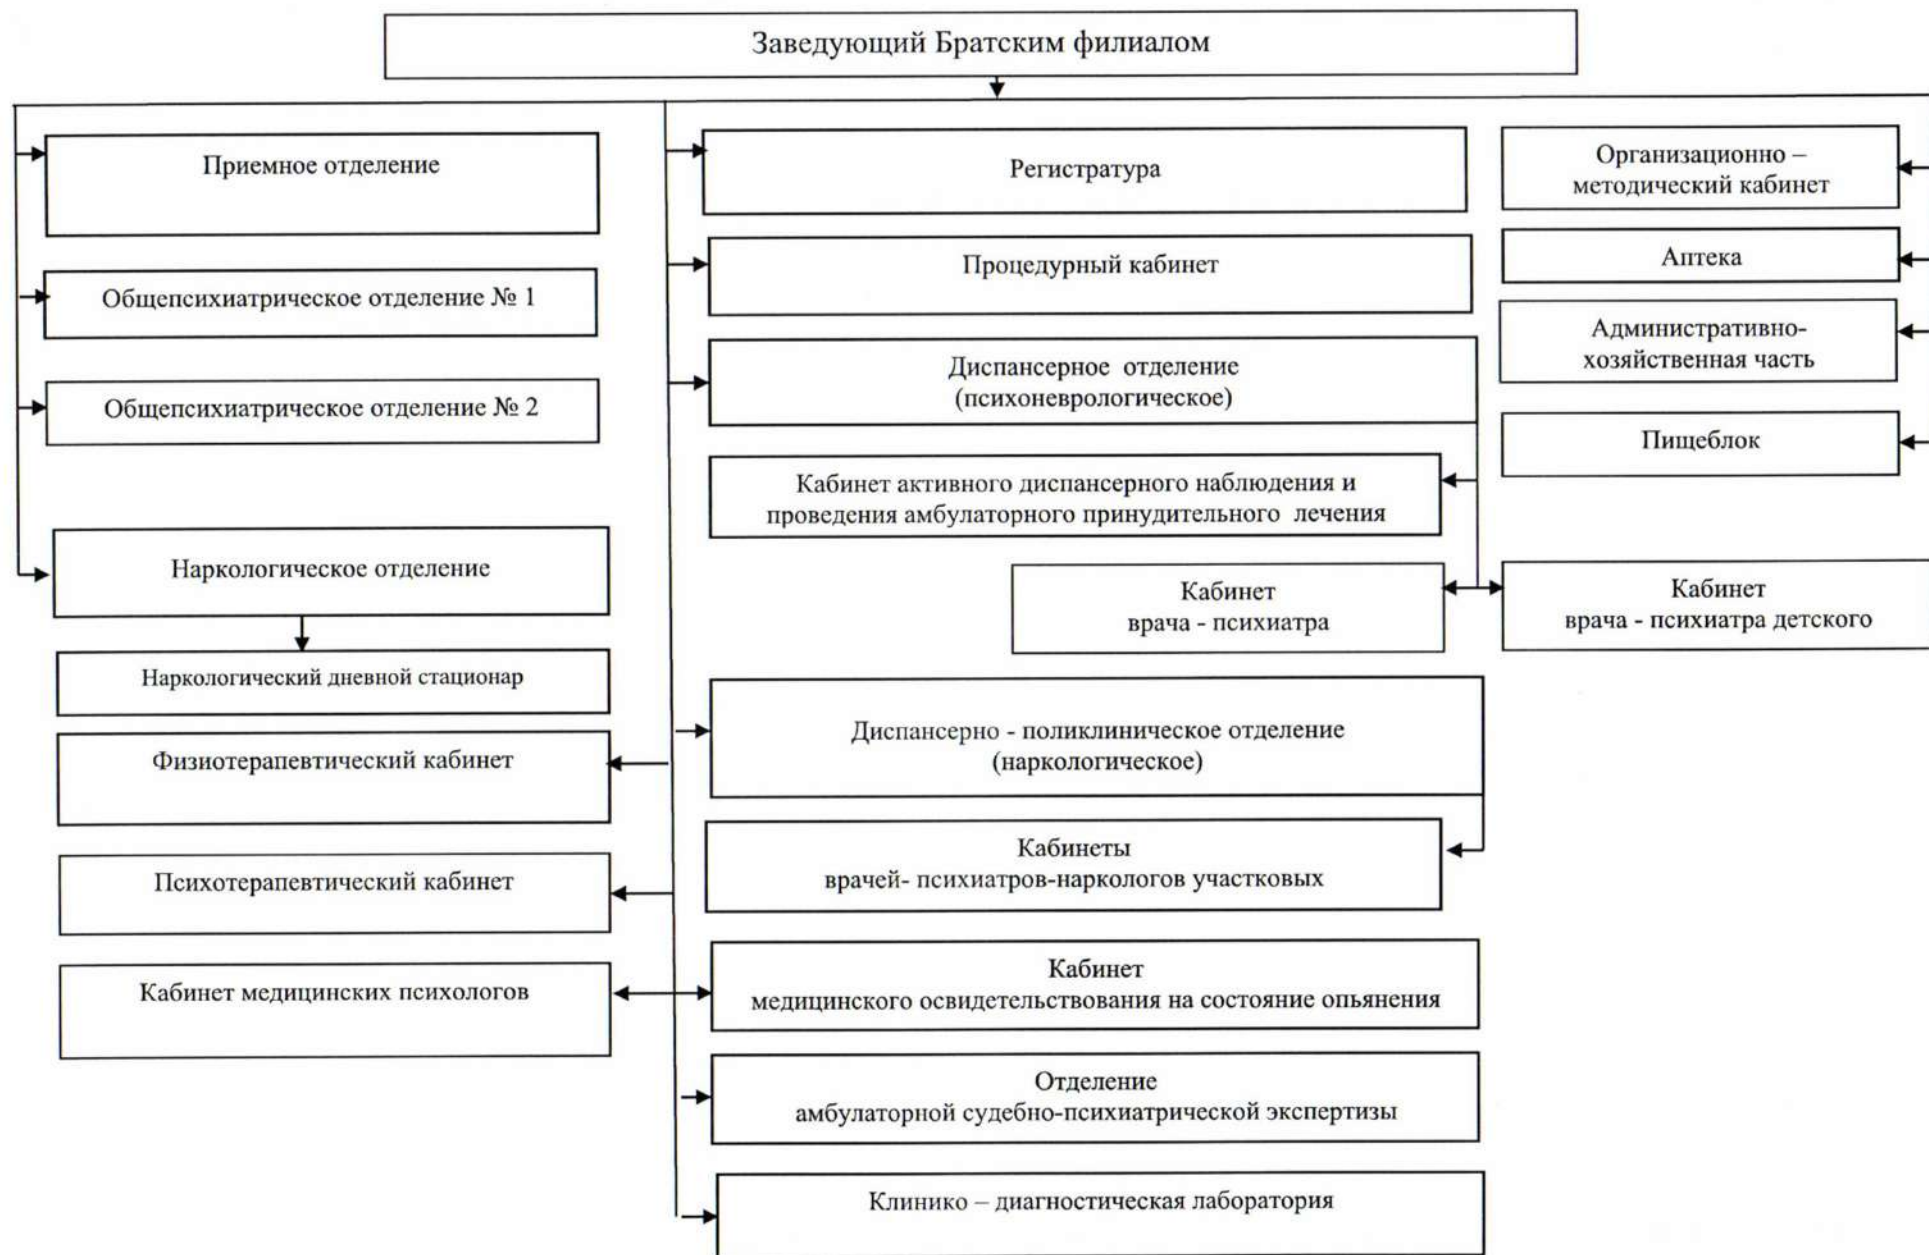 Заведующий Братским филиалом
Приемное отделение
Общепсихиатрическое отделение № 1
Общепсихиатрическое отделение № 2
Наркологическое отделение
Наркологический дневной стационар
Физиотерапевтический кабинет
Психотерапевтический кабинет
Кабинет медицинских психологов
Регистратура
Процедурный кабинет
Диспансерное отделение
(психоневрологическое)
Кабинет активного диспансерного наблюдения и
проведения амбулаторного принудительного лечения
Кабинет
врача - психиатра
Кабинет
врача - психиатра детского
Диспансерно - поликлиническое отделение
(наркологическое)
Кабинеты
врачей- психиатров-наркологов участковых
Кабинет
медицинского освидетельствования на состояние опьянения
Отделение
амбулаторной судебно-психиатрической экспертизы
Клинико – диагностическая лаборатория
Организационно –
методический кабинет
Аптека
Административно-
хозяйственная часть
Пищеблок